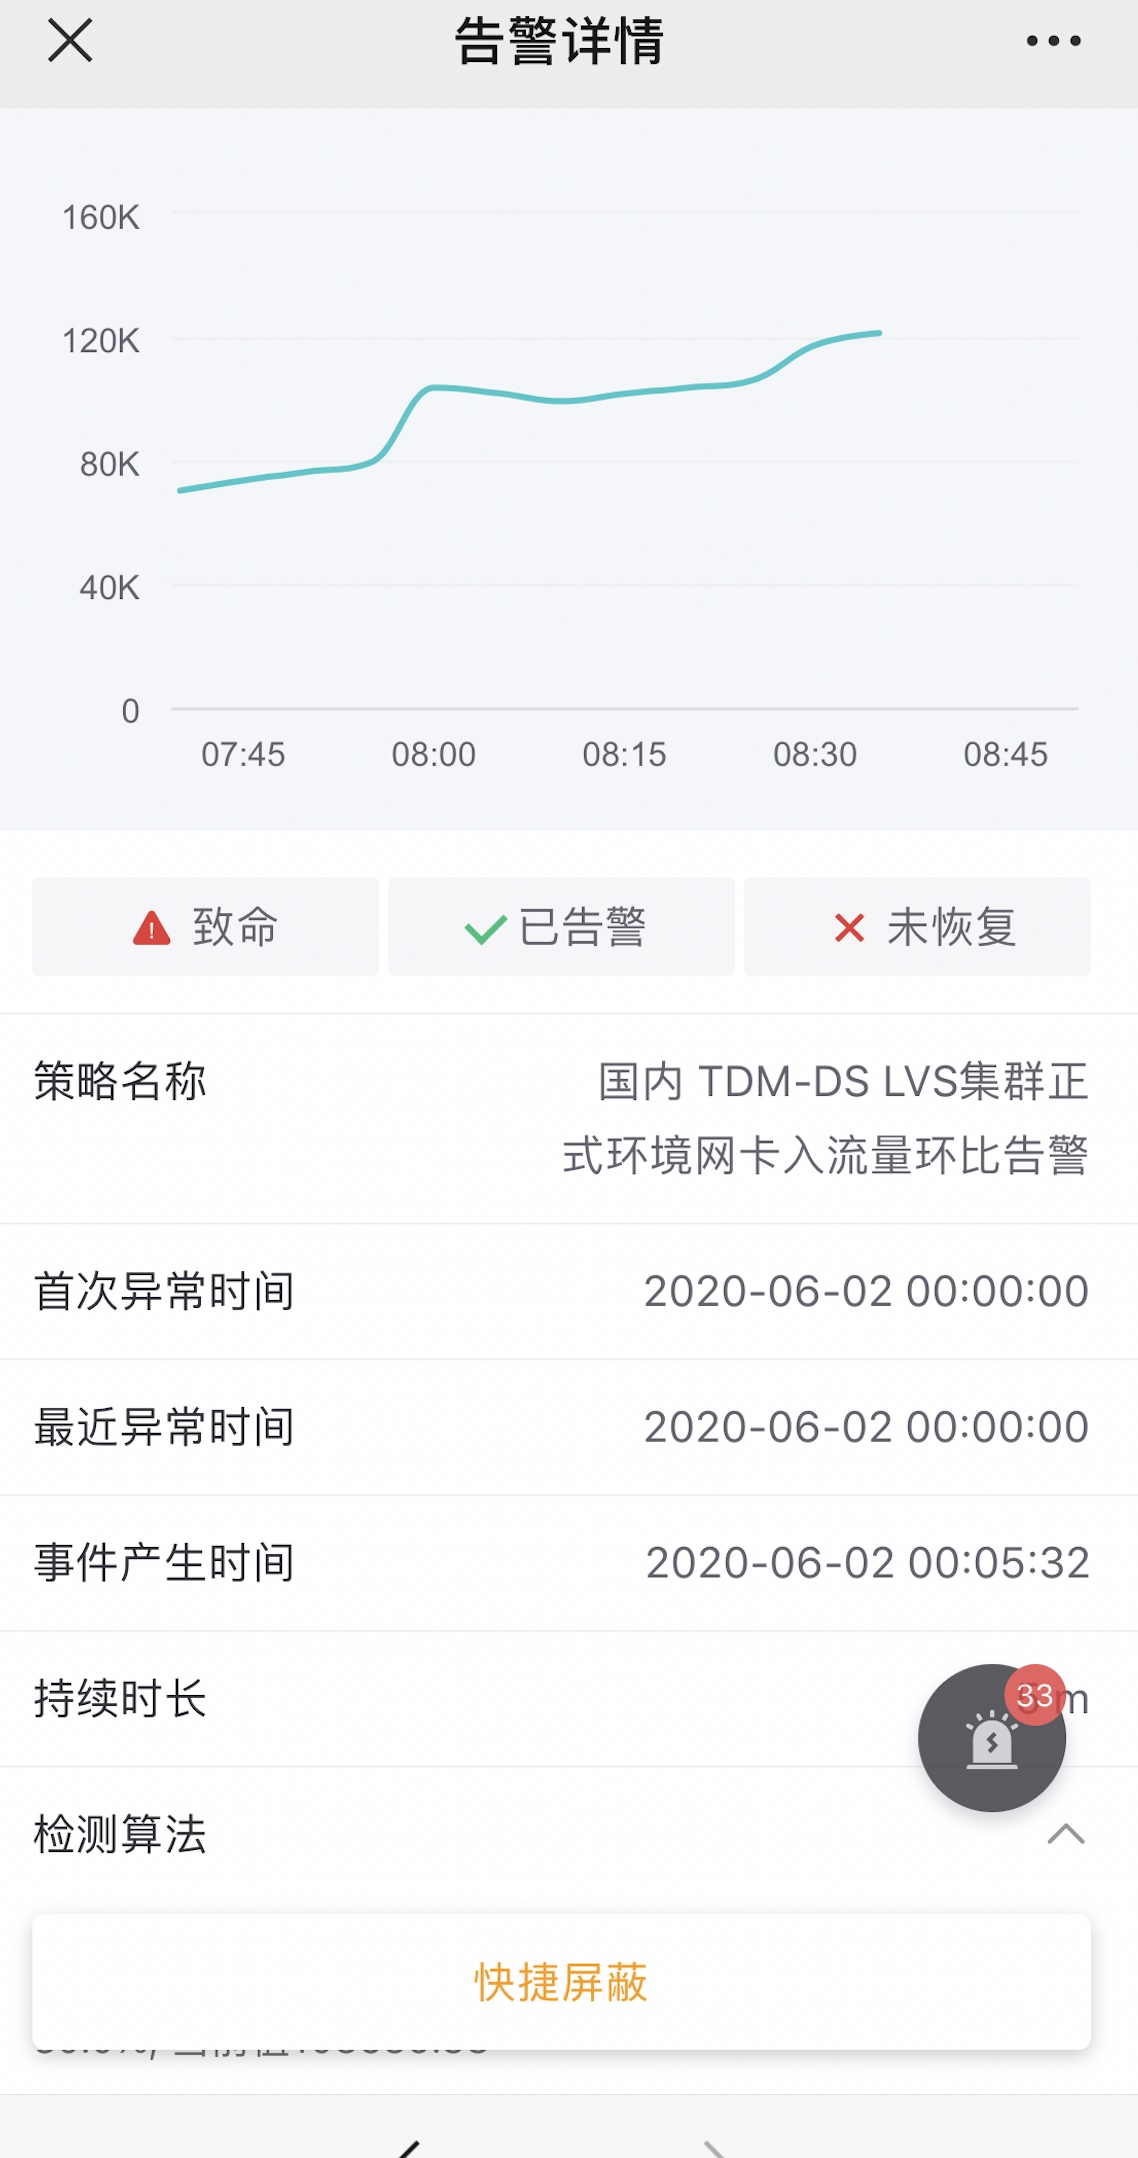 告警详情
160K
120K
80K
40K
0
07:45 08:00 08:15 08:30 08:45
致命 已告警 未恢复
策略名称 国内 TDM-DS LVS集群正
式环境网卡入流量环比告警
首次异常时间 2020-06-02 00:00:00
最近异常时间 2020-06-02 00:00:00
事件产生时间 2020-06-02 00:05:32
持续时长 m
33
检测算法
快捷屏蔽